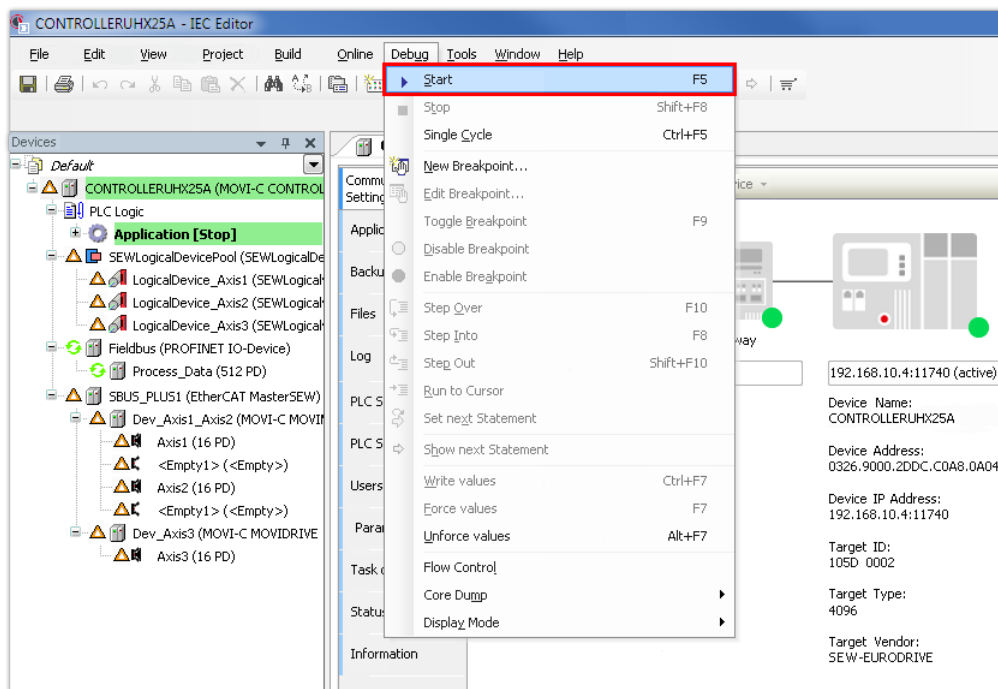 CONTROLLERUHX25A - IEC Editor
File Edit View Project Build Online Debug Tools Window Help
Devices
Default
CONTROLLERUHX25A (MOVI-C CONTROL
PLC Logic
Application [Stop]
SEWLogicalDevicePool (SEWLogicalDe
LogicalDevice_Axis1 (SEWLogical
LogicalDevice_Axis2 (SEWLogical
LogicalDevice_Axis3 (SEWLogical
Fieldbus (PROFINET IO-Device)
Process_Data (512 PD)
SBUS_PLUS1 (EtherCAT MasterSEW)
Dev_Axis1_Axis2 (MOVI-C MOVI
Axis1 (16 PD)
<Empty1> (<Empty>)
Axis2 (16 PD)
<Empty1> (<Empty>)
Dev_Axis3 (MOVI-C MOVIDRIVE
Axis3 (16 PD)
Commu
Setting
Applic
Backu
Files
Log
PLC S
PLC S
Users
Parar
Task
Status
Information
Start F5
Stop Shift+F8
Single Cycle Ctrl+F5
New Breakpoint...
Edit Breakpoint...
Toggle Breakpoint F9
Disable Breakpoint
Enable Breakpoint
Step Over F10
Step Into F8
Step Out Shift+F10
Run to Cursor
Set next Statement
Show next Statement
Write values Ctrl+F7
Force values F7
Unforce values Alt+F7
Flow Control
Core Dump
Display Mode
vice
way
192.168.10.4:11740 (active)
Device Name:
CONTROLLERUHX25A
Device Address:
0326.9000.2DDC.C0A8.0A04
Device IP Address:
192.168.10.4:11740
Target ID:
105D 0002
Target Type:
4096
Target Vendor:
SEW-EURODRIVE